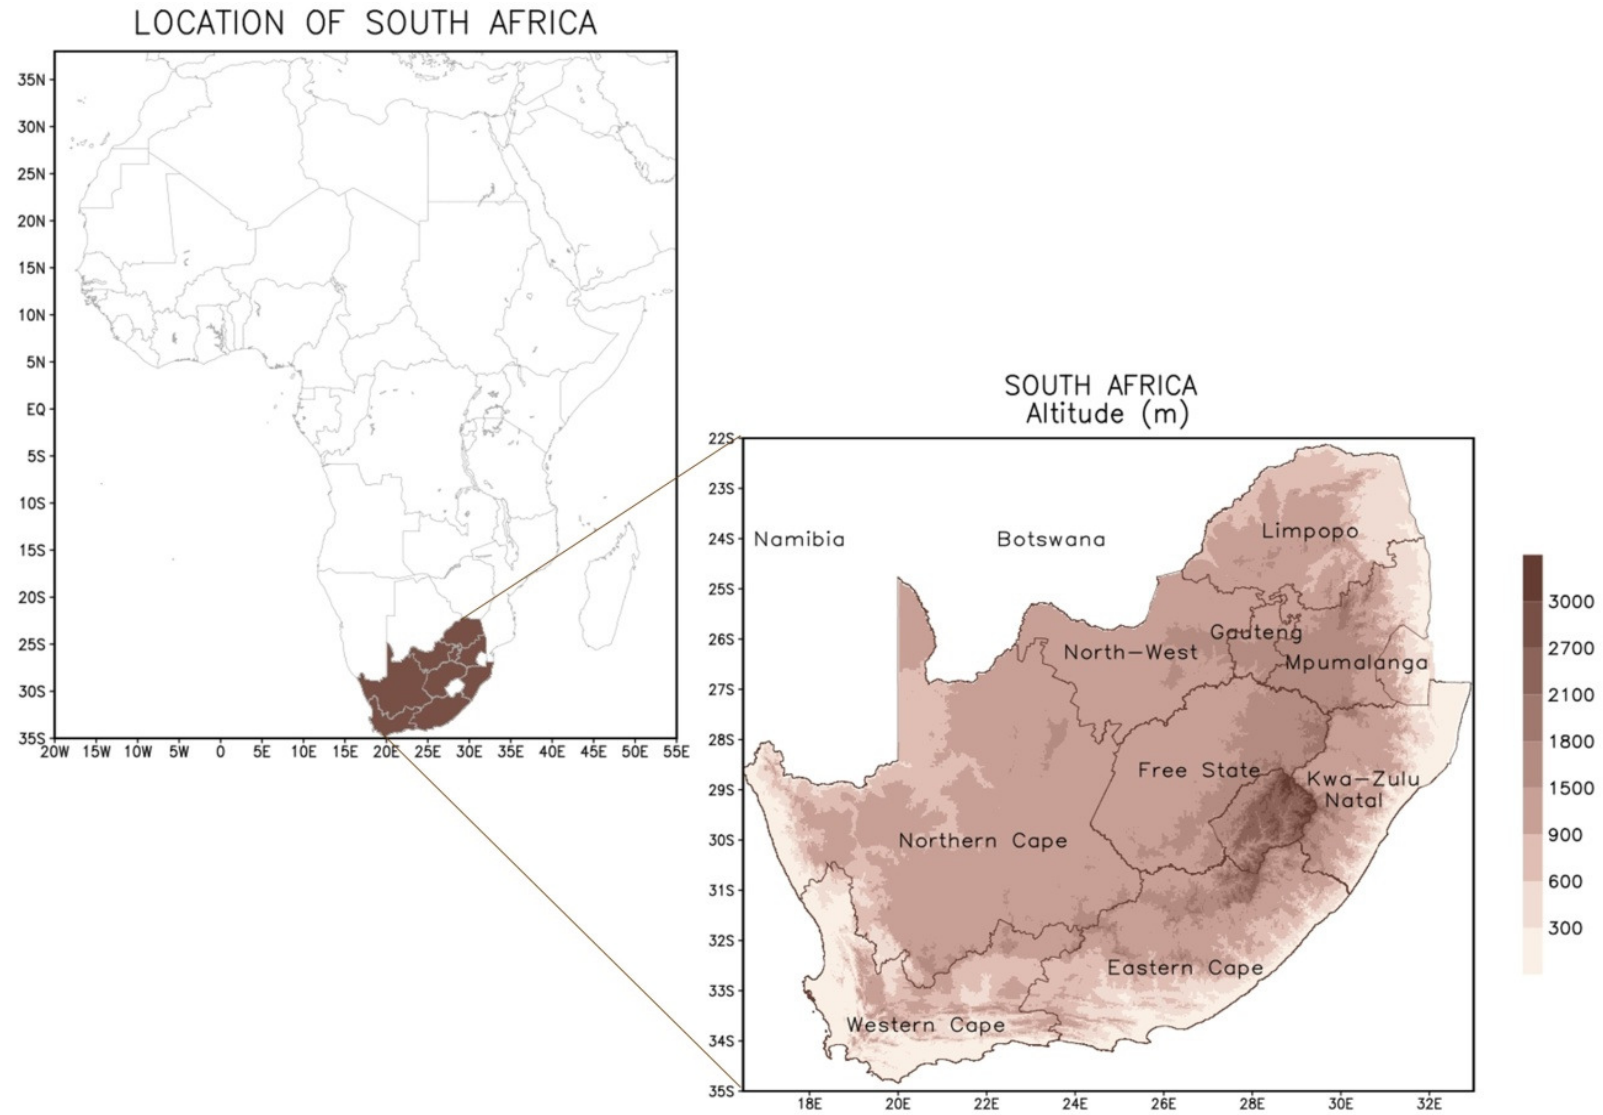 LOCATION OF SOUTH AFRICA
35N
30N
25N
20N
15N
10N
5N
EQ
5S
10S
15S
20S
25S
30S
35S
20W 15W 10W 5W 0 5E 10E 15E 20E 25E 30E 35E 40E 45E 50E 55E
SOUTH AFRICA
Altitude (m)
22S
23S
24S
25S
26S
27S
28S
29S
30S
31S
32S
33S
34S
35S
18E 20E 22E 24E 26E 28E 30E 32E
Namibia
Botswana
Limpopo
Gauteng
North-West
Mpumalanga
Free State
Kwa-Zulu
Natal
Northern Cape
Eastern Cape
Western Cape
3000
2700
2100
1800
1500
900
600
300